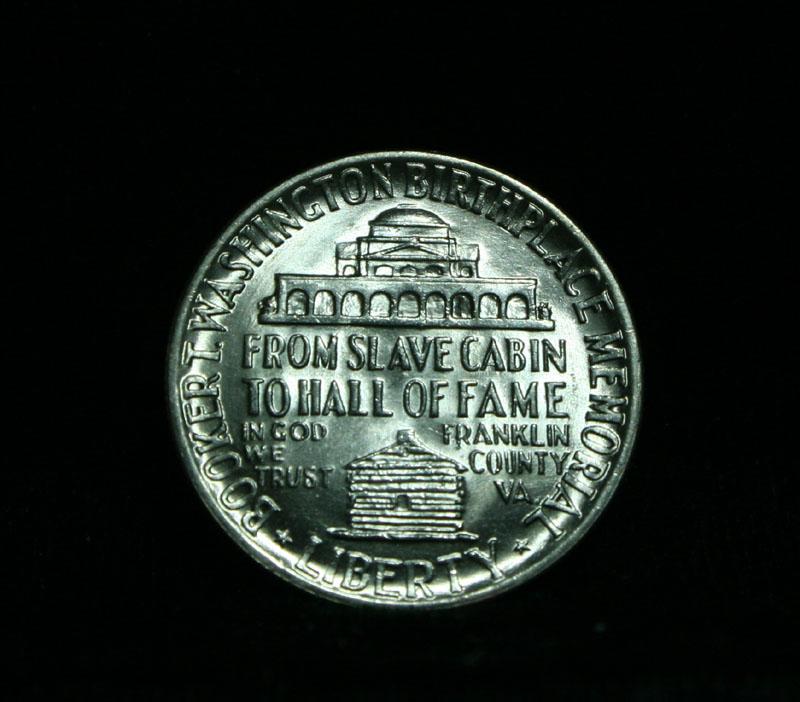 BOOKER T. WASHINGTON BIRTHPLACE MEMORIAL
FROM SLAVE CABIN
TO HALL OF FAME
IN GOD
WE
TRUST
FRANKLIN
COUNTY
VA.
LIBERTY